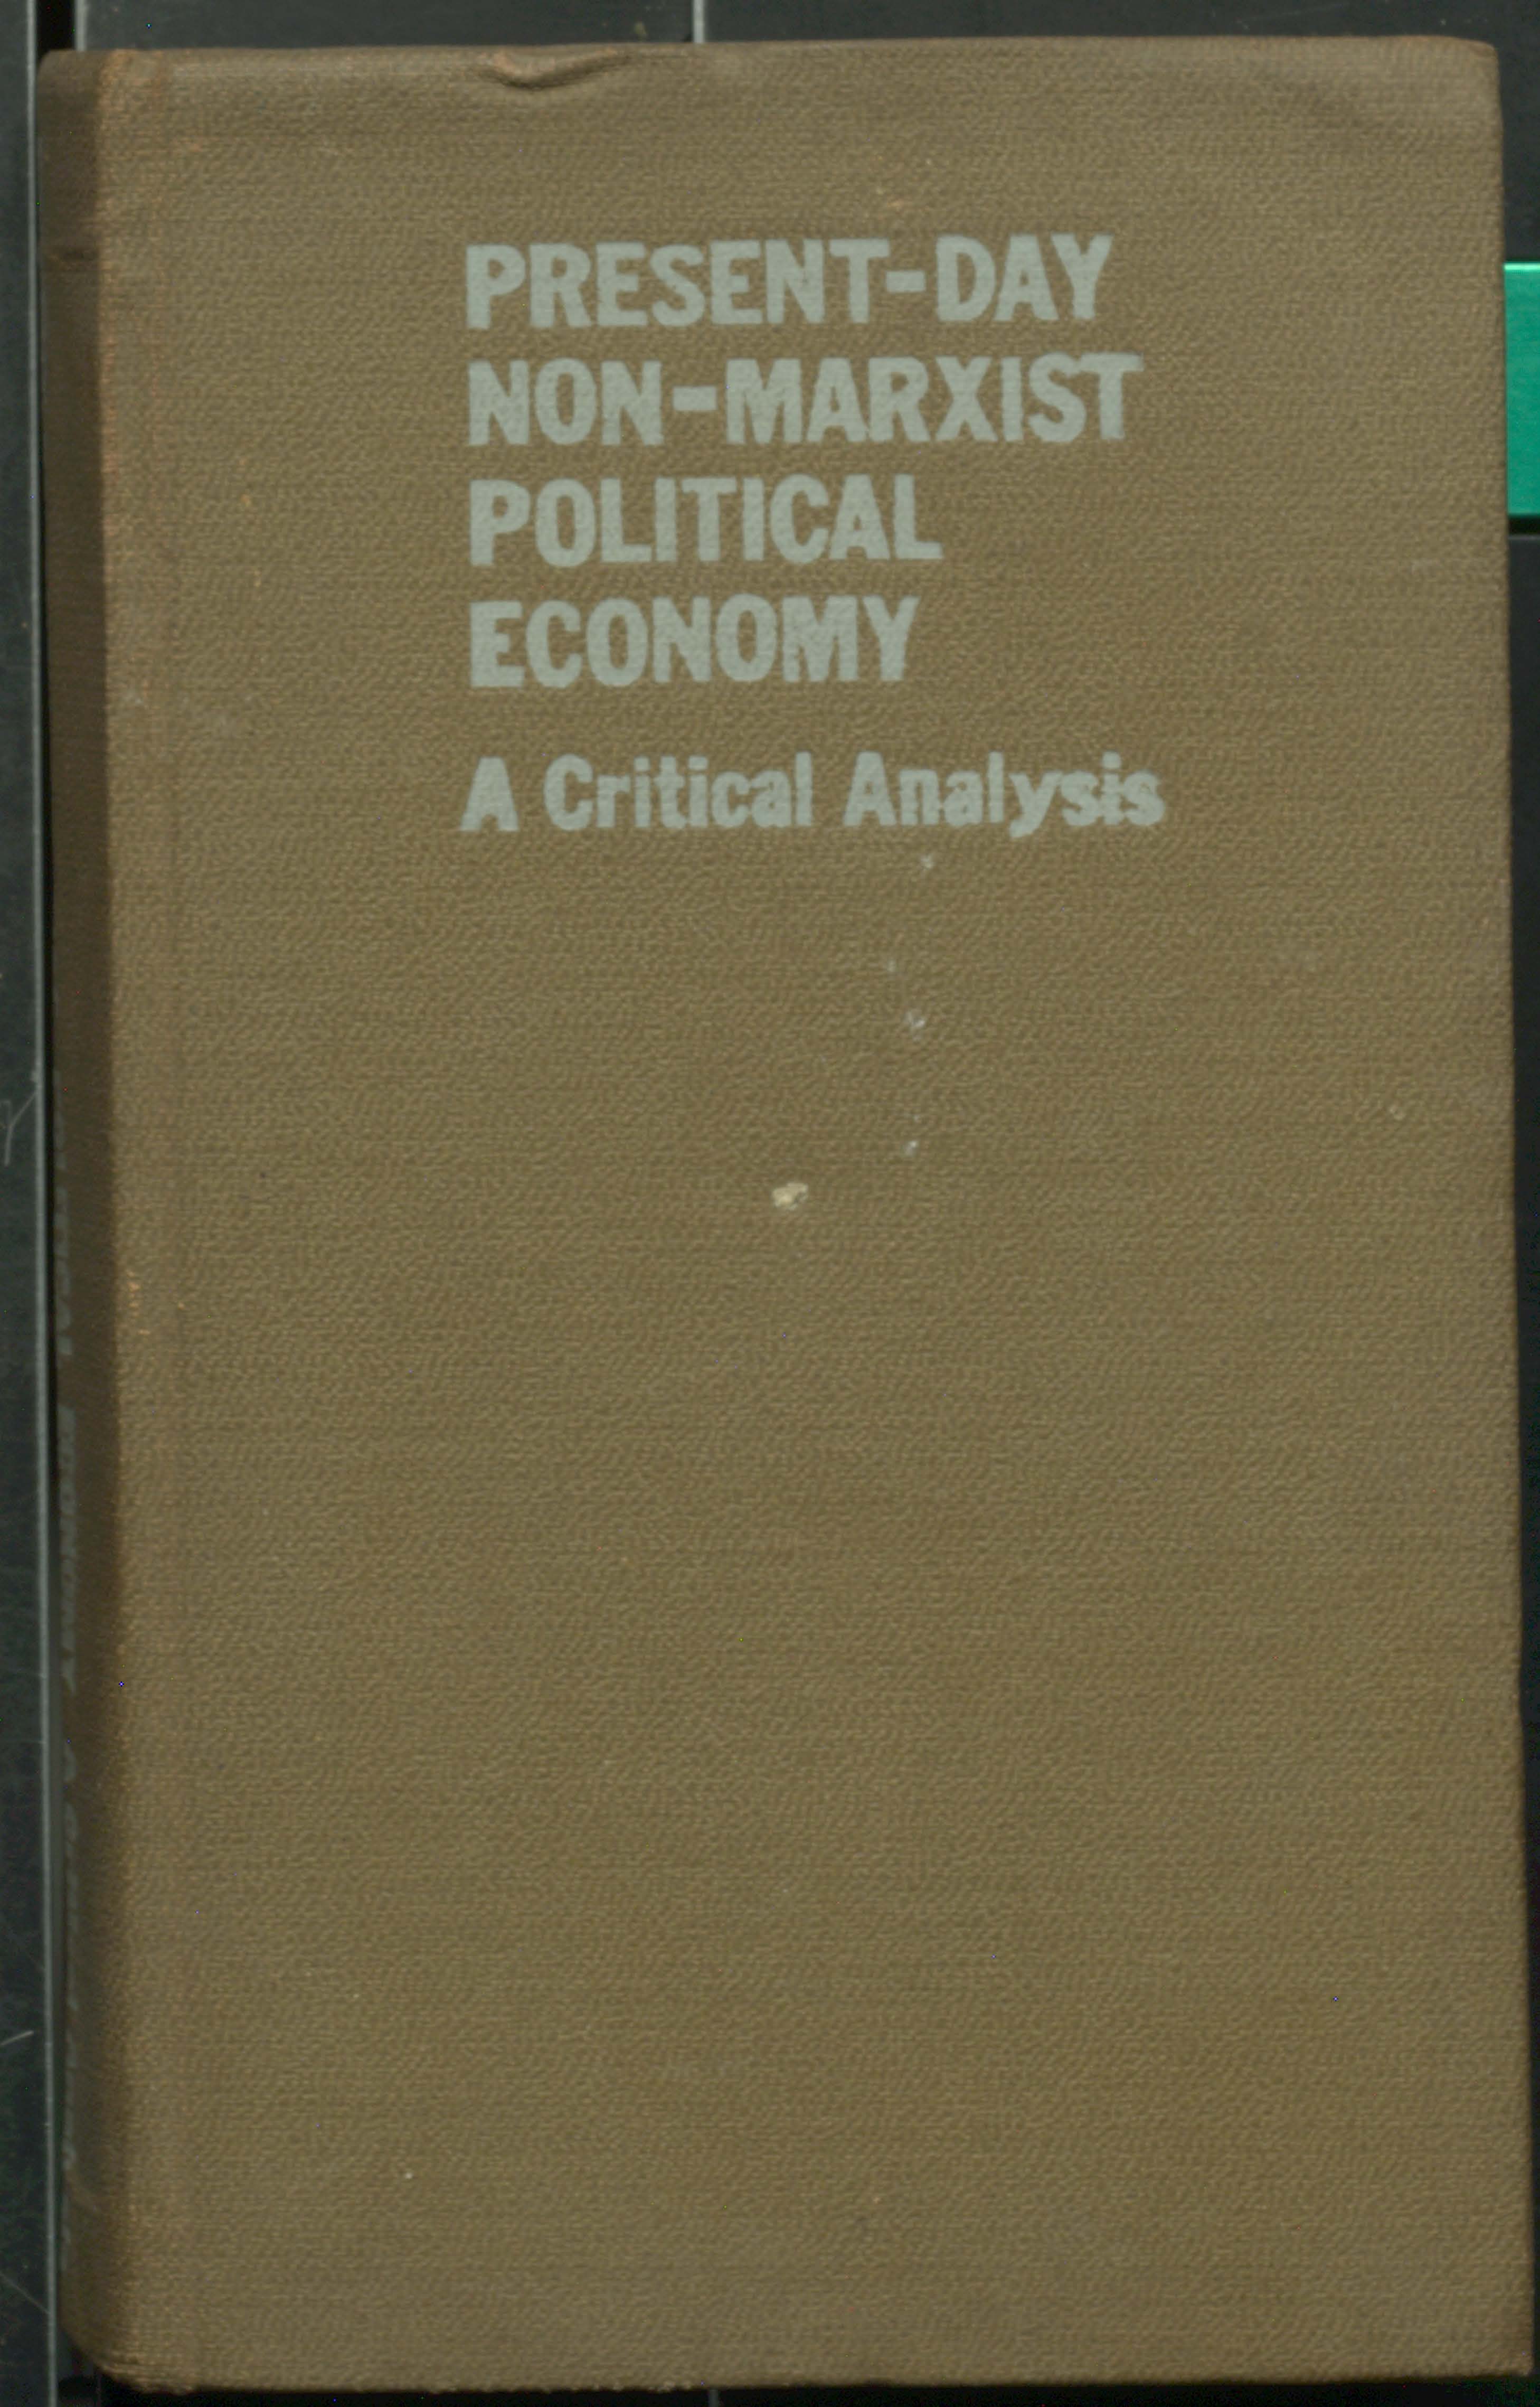 PRESENT-DAY
NON-MARXIST
POLITICAL
ECONOMY
A Critical Analysis